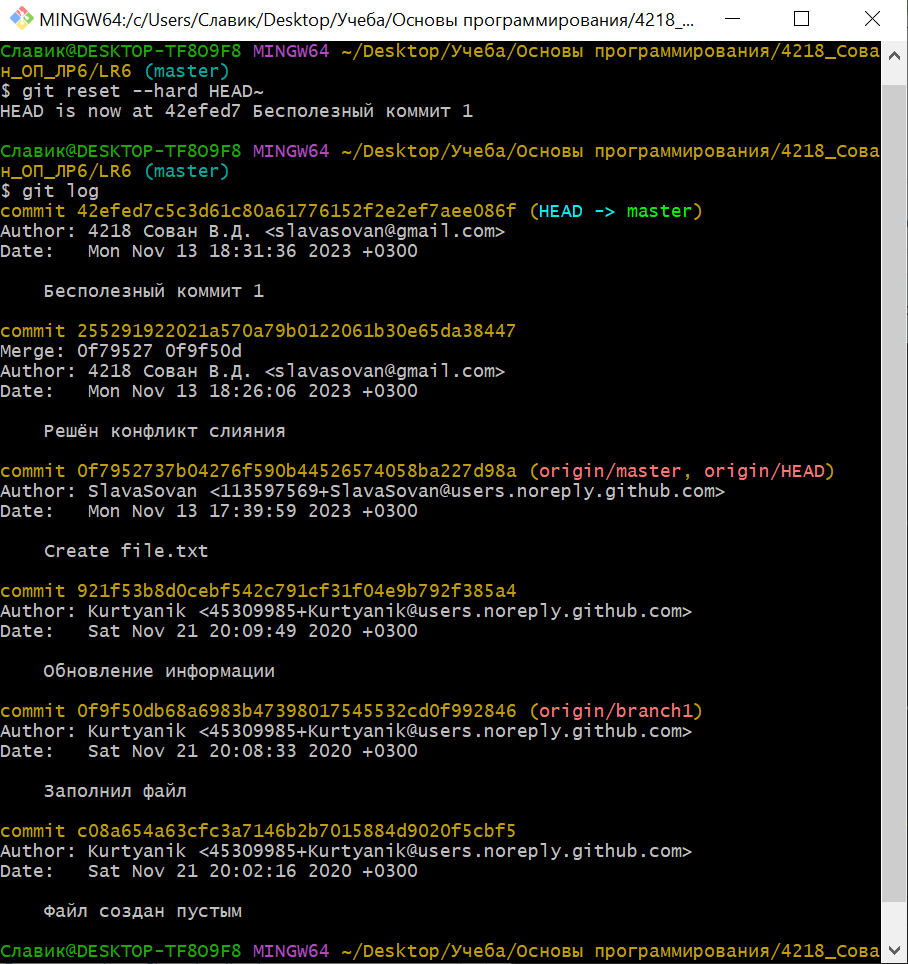 MINGW64:/c/Users/Славик/Desktop/Учеба/Основы программирования/4218_...
Славик@DESKTOP-TF8O9F8 MINGW64 ~/Desktop/Учеба/Основы программирования/4218_Сова
н_ОП_ЛР6/LR6 (master)
$ git reset --hard HEAD~
HEAD is now at 42efed7 Бесполезный коммит 1
Славик@DESKTOP-TF8O9F8 MINGW64 ~/Desktop/Учеба/Основы программирования/4218_Сова
н_ОП_ЛР6/LR6 (master)
$ git log
commit 42efed7c5c3d61c80a61776152f2e2ef7aee086f (HEAD -> master)
Author: 4218 Сован В.Д. <slavasovan@gmail.com>
Date:   Mon Nov 13 18:31:36 2023 +0300
    Бесполезный коммит 1
commit 255291922021a570a79b0122061b30e65da38447
Merge: 0f79527 0f9f50d
Author: 4218 Сован В.Д. <slavasovan@gmail.com>
Date:   Mon Nov 13 18:26:06 2023 +0300
    Решён конфликт слияния
commit 0f7952737b04276f590b44526574058ba227d98a (origin/master, origin/HEAD)
Author: SlavaSovan <113597569+SlavaSovan@users.noreply.github.com>
Date:   Mon Nov 13 17:39:59 2023 +0300
    Create file.txt
commit 921f53b8d0cebf542c791cf31f04e9b792f385a4
Author: Kurtyanik <45309985+Kurtyanik@users.noreply.github.com>
Date:   Sat Nov 21 20:09:49 2020 +0300
    Обновление информации
commit 0f9f50db68a6983b47398017545532cd0f992846 (origin/branch1)
Author: Kurtyanik <45309985+Kurtyanik@users.noreply.github.com>
Date:   Sat Nov 21 20:08:33 2020 +0300
    Заполнил файл
commit c08a654a63cfc3a7146b2b7015884d9020f5cbf5
Author: Kurtyanik <45309985+Kurtyanik@users.noreply.github.com>
Date:   Sat Nov 21 20:02:16 2020 +0300
    Файл создан пустым
Славик@DESKTOP-TF8O9F8 MINGW64 ~/Desktop/Учеба/Основы программирования/4218_Сова